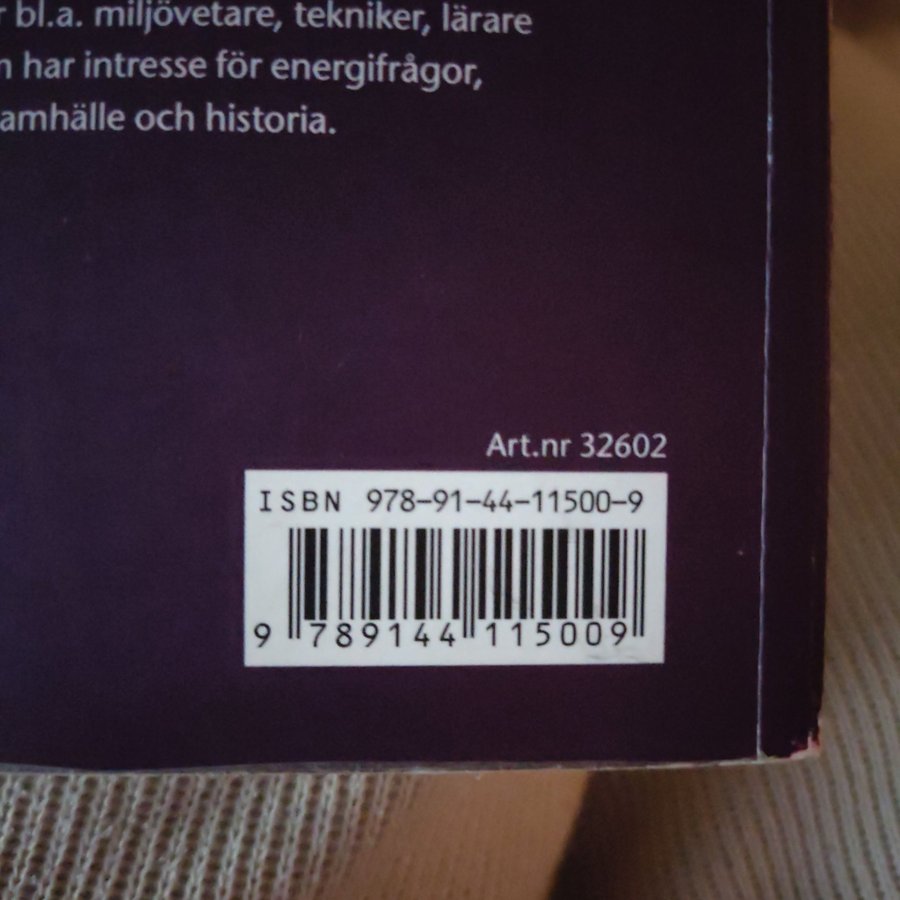 bl.a. miljövetare, tekniker, lärare
har intresse för energifrågor,
och historia.
Art.nr 32602
ISBN 978-91-44-11500-9
9 789144 115009